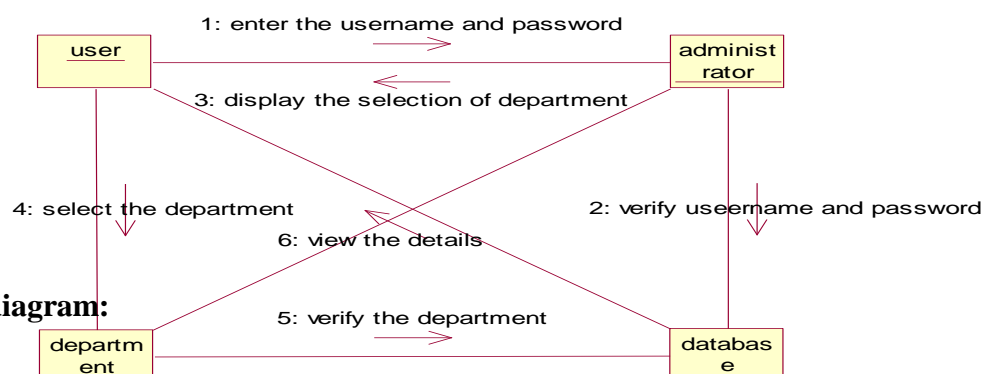 1: enter the username and password
user
administ
rator
3: display the selection of department
4: select the department
2: verify useername and password
6: view the details
iagram:
5: verify the department
departm
ent
databas
e